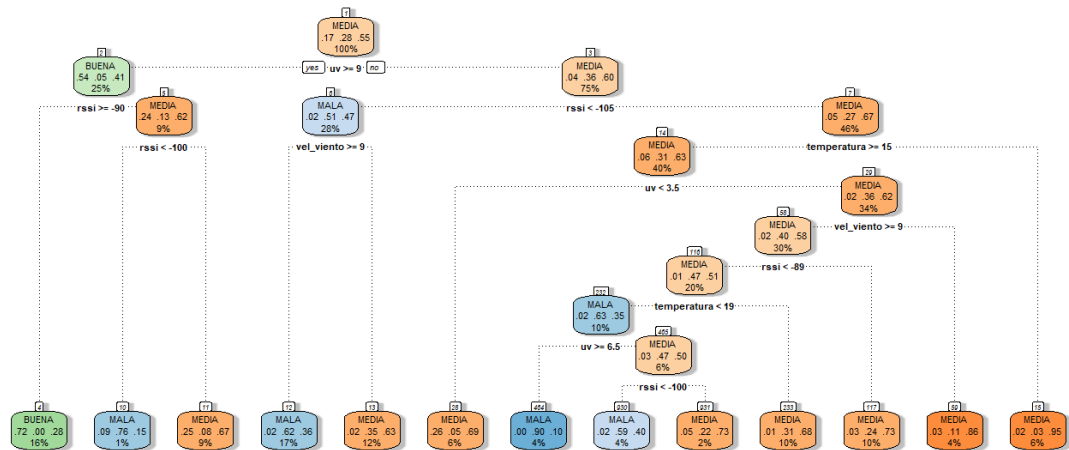 1
MEDIA
.17 .28 .55
100%
yes uv >= 9 no
2
BUENA
.54 .05 .41
25%
3
MEDIA
.04 .36 .60
75%
rssi >= -90
rssi < -105
5
MEDIA
.24 .13 .62
9%
6
MALA
.02 .51 .47
28%
7
MEDIA
.05 .27 .67
46%
rssi < -100
vel_viento >= 9
temperatura >= 15
14
MEDIA
.06 .31 .63
40%
uv < 3.5
29
MEDIA
.02 .36 .62
34%
vel_viento >= 9
58
MEDIA
.02 .40 .58
30%
rssi < -89
116
MEDIA
.01 .47 .51
20%
temperatura < 19
232
MALA
.02 .63 .35
10%
uv >= 6.5
465
MEDIA
.03 .47 .50
6%
rssi < -100
4
BUENA
.72 .00 .28
16%
10
MALA
.09 .76 .15
1%
11
MEDIA
.25 .08 .67
9%
12
MALA
.02 .62 .36
17%
13
MEDIA
.02 .35 .63
12%
28
MEDIA
.26 .05 .69
6%
464
MALA
.00 .90 .10
4%
930
MALA
.02 .59 .40
4%
931
MEDIA
.05 .22 .73
2%
233
MEDIA
.01 .31 .68
10%
117
MEDIA
.03 .24 .73
10%
59
MEDIA
.03 .11 .86
4%
15
MEDIA
.02 .03 .95
6%